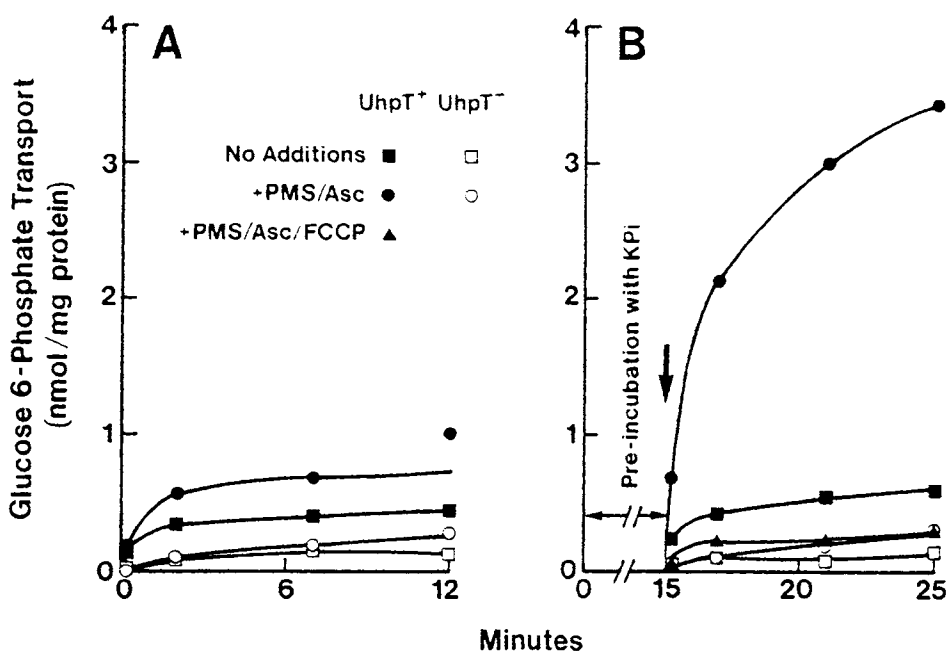 A
B
Glucose 6-Phosphate Transport
(nmol/mg protein)
4
3
2
1
0
UhpT+ UhpT−
No Additions
+PMS/Asc
+PMS/Asc/FCCP
0 6 12
4
3
2
1
0
Pre-incubation with KPi
0 15 20 25
Minutes